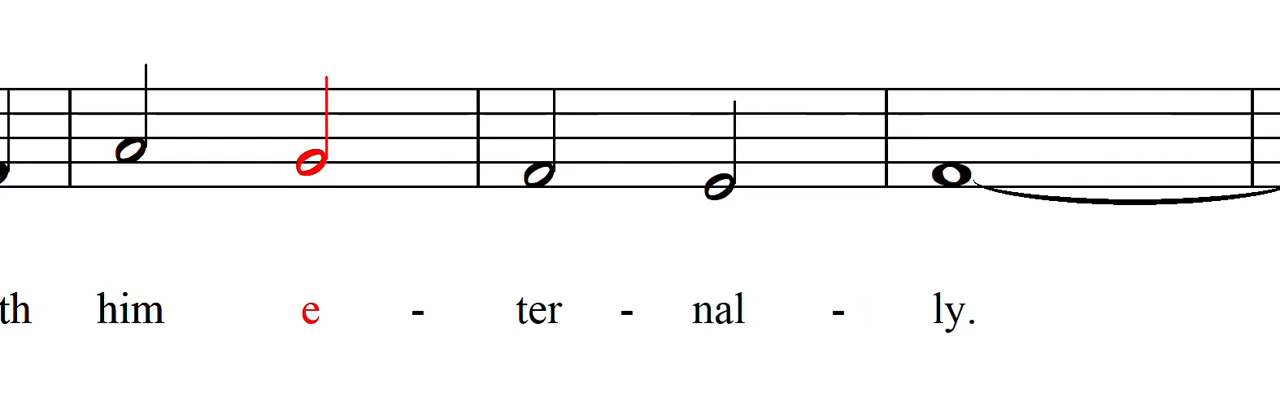 th him e - ter - nal - ly.